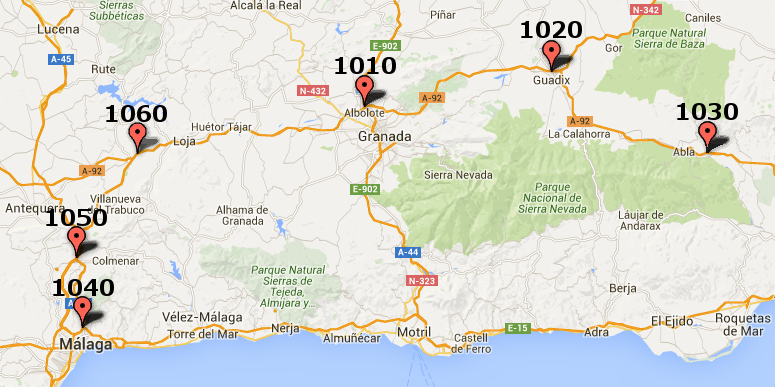 Sierras
Subbéticas
Alcalá la Real
Píñar
N-342
Caniles
Lucena
1020
Parque Natural
Sierra de Baza
Gor
A-45
E-902
Rute
1010
Guadix
N-432
A-92
1060
Albolote
1030
Huétor Tájar
Loja
Granada
A-92
La Calahorra
Abla
A-92
Sierra Nevada
E-902
Parque
Nacional de
Sierra Nevada
Antequera
Villanueva
del Trabuco
1050
Alhama de
Granada
Láujar de
Andarax
Colmenar
A-44
Parque Natural
Sierras de
Tejeda,
Almijara y...
N-323
1040
Berja
Vélez-Málaga
Torre del Mar
Nerja
Motril
E-15
Adra
El Ejido
Roquetas
de Mar
Málaga
Almuñécar
Castell
de Ferro